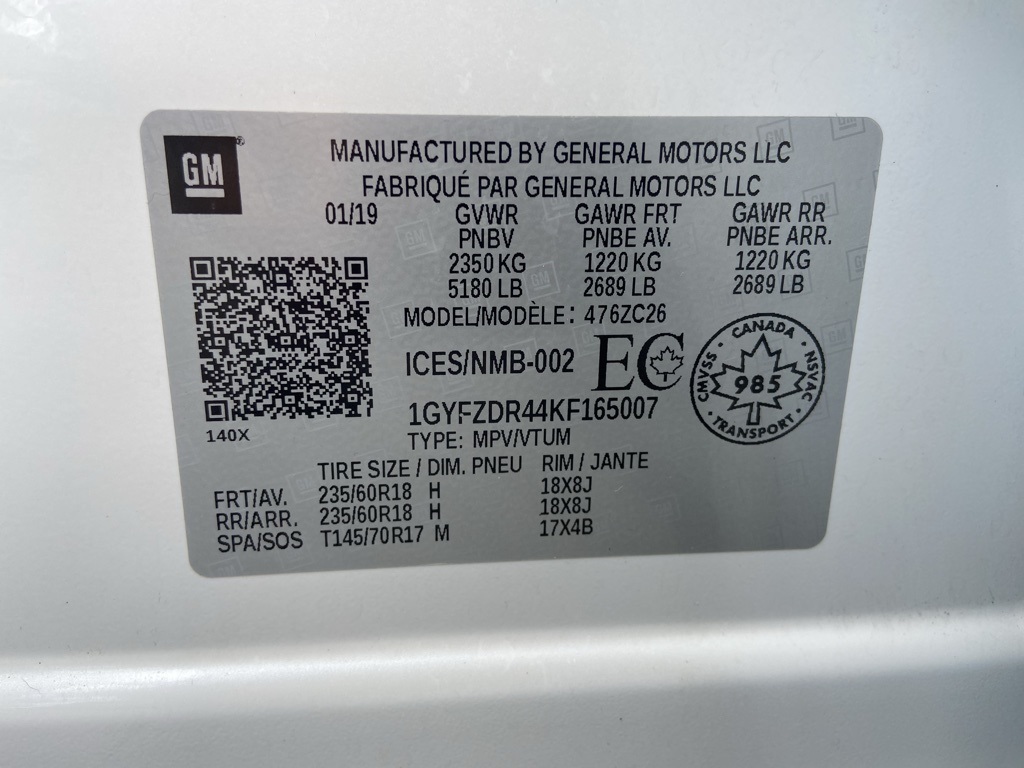 GM
MANUFACTURED BY GENERAL MOTORS LLC
FABRIQUÉ PAR GENERAL MOTORS LLC
01/19 GVWR GAWR FRT GAWR RR
PNBV PNBE AV. PNBE ARR.
2350 KG 1220 KG 1220 KG
5180 LB 2689 LB 2689 LB
MODEL/MODÈLE: 476ZC26
ICES/NMB-002 EC
CANADA
CMVSS 985 NSVAC
TRANSPORT
1GYFZDR44KF165007
140X
TYPE: MPV/VTUM
TIRE SIZE / DIM. PNEU RIM / JANTE
FRT/AV. 235/60R18 H 18X8J
RR/ARR. 235/60R18 H 18X8J
SPA/SOS T145/70R17 M 17X4B